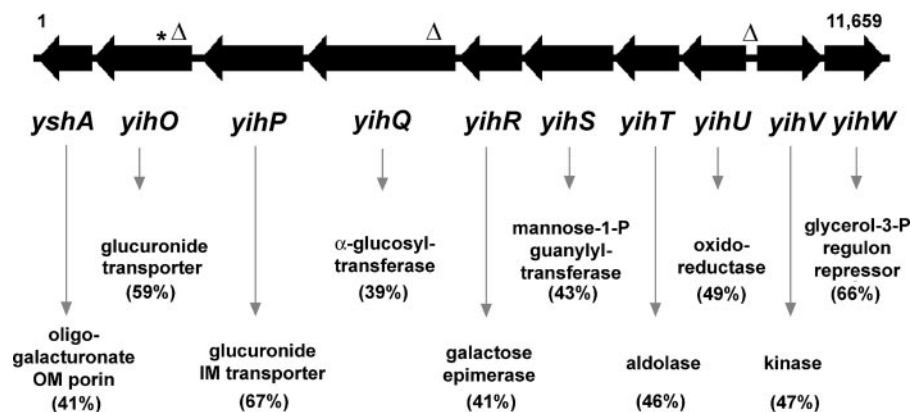 1
11,659
* Δ
Δ
Δ
yshA yihO yihP yihQ yihR yihS yihT yihU yihV yihW
glucuronide
transporter
(59%)
α-glucosyl-
transferase
(39%)
mannose-1-P
guanylyl-
transferase
(43%)
oxido-
reductase
(49%)
glycerol-3-P
regulon
repressor
(66%)
oligo-
galacturonate
OM porin
(41%)
glucuronide
IM transporter
(67%)
galactose
epimerase
(41%)
aldolase
(46%)
kinase
(47%)